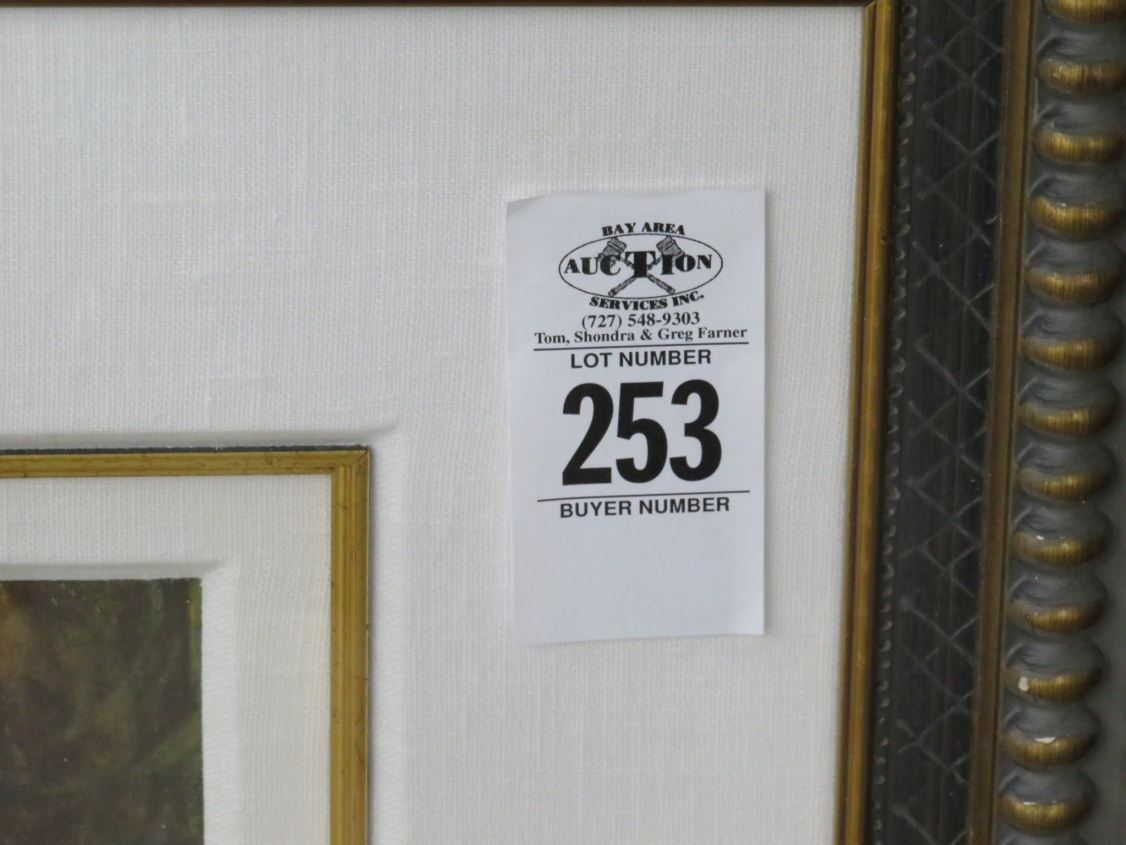 BAY AREA
AUCTION
SERVICES INC.
(727) 548-9303
Tom, Shondra & Greg Farner
LOT NUMBER
253
BUYER NUMBER